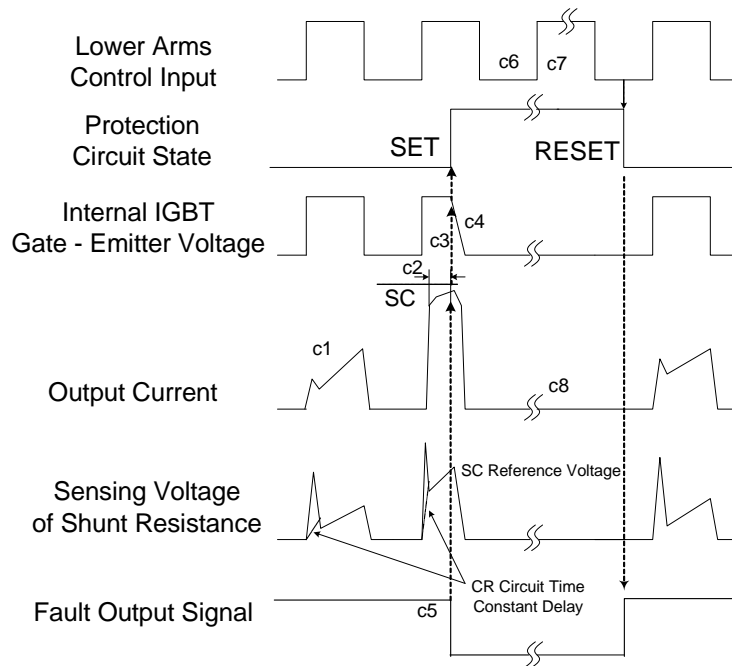 Lower Arms
Control Input
c6
c7
Protection
Circuit State
SET
RESET
Internal IGBT
Gate - Emitter Voltage
c4
c3
c2
SC
c1
Output Current
c8
SC Reference Voltage
Sensing Voltage
of Shunt Resistance
CR Circuit Time
Constant Delay
Fault Output Signal
c5